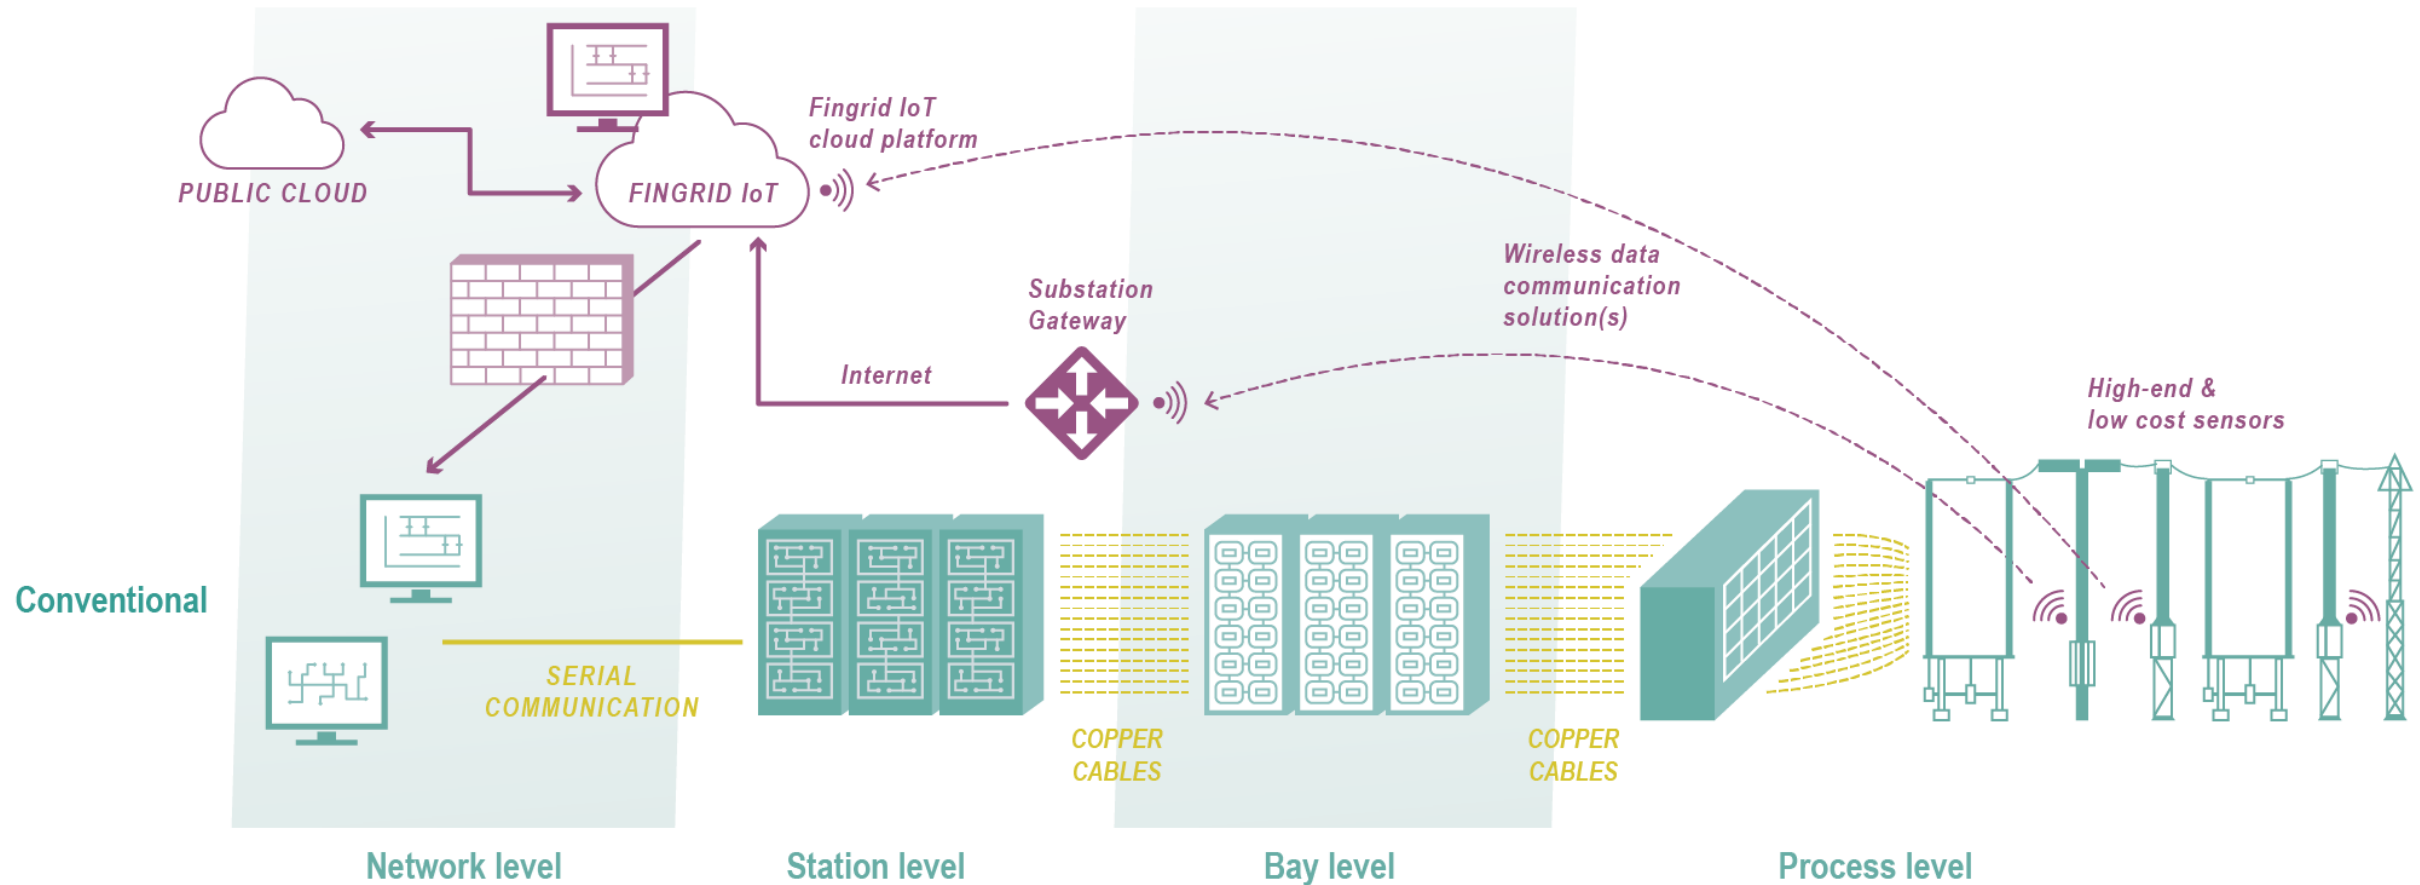 Fingrid IoT
cloud platform
PUBLIC CLOUD
FINGRID IoT
Wireless data
communication
solution(s)
Substation
Gateway
Internet
High-end &
low cost sensors
Conventional
SERIAL
COMMUNICATION
COPPER
CABLES
COPPER
CABLES
Network level
Station level
Bay level
Process level